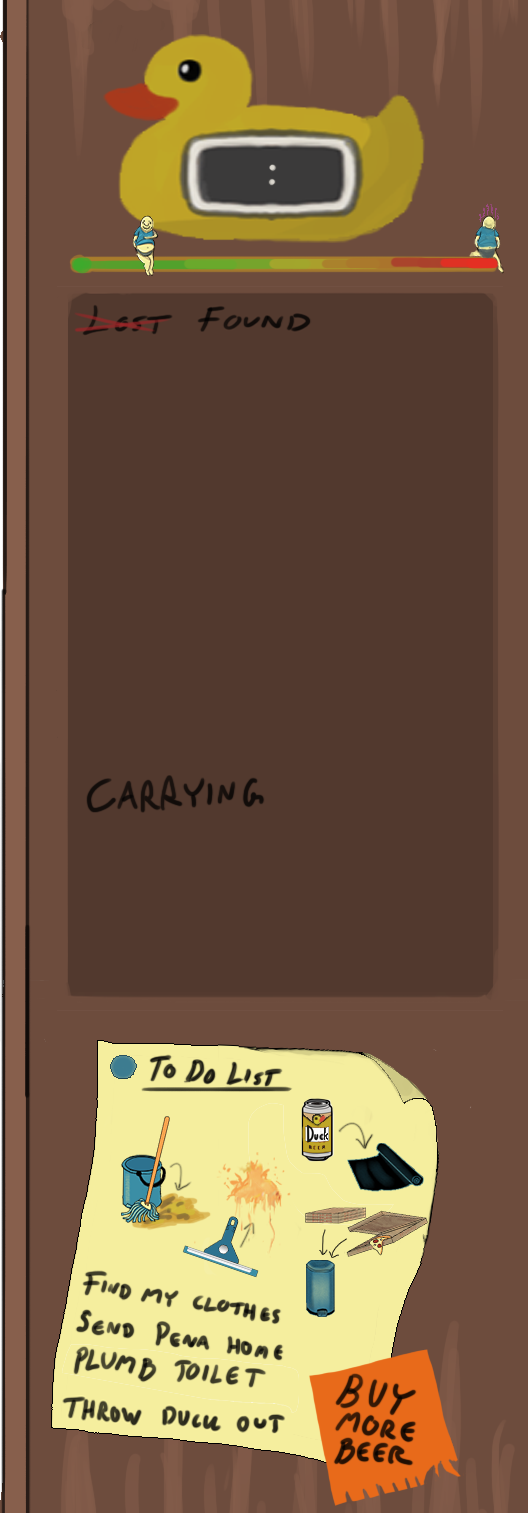 :
LOST FOUND
CARRYING
TO DO LIST
Duck
BEER
FIND MY CLOTHES
SEND PENA HOME
PLUMB TOILET
THROW DUCK OUT
BUY
MORE
BEER